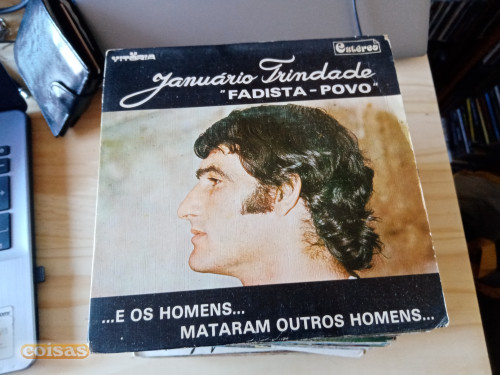 VITÓRIA
Estéreo
Januário Trindade
"FADISTA - POVO"
...E OS HOMENS...
MATARAM OUTROS HOMENS...
coisas